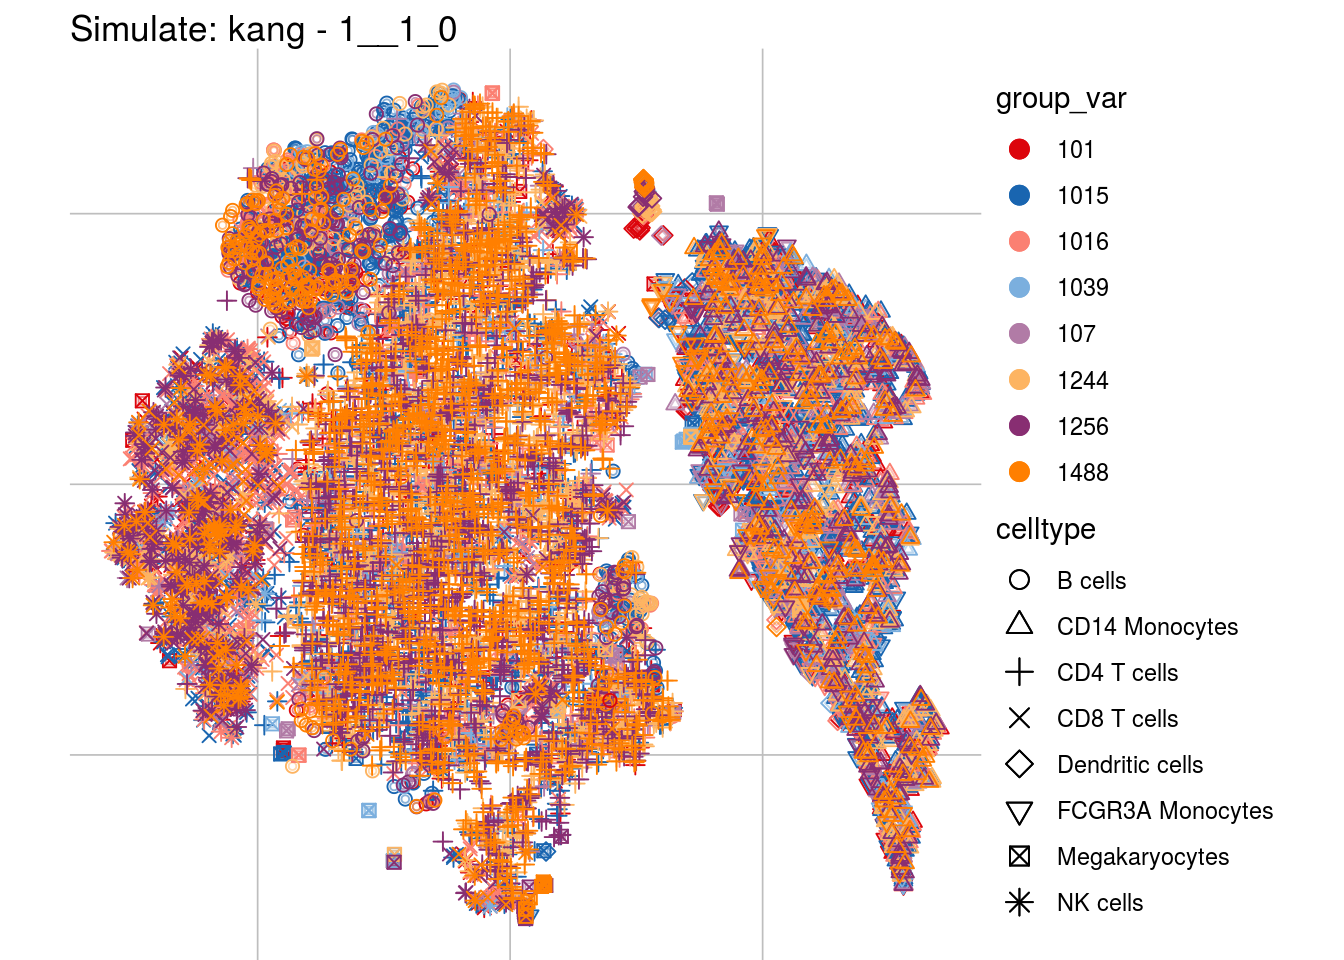 Simulate: kang - 1__1_0
group_var
101
1015
1016
1039
107
1244
1256
1488
celltype
B cells
CD14 Monocytes
CD4 T cells
CD8 T cells
Dendritic cells
FCGR3A Monocytes
Megakaryocytes
NK cells